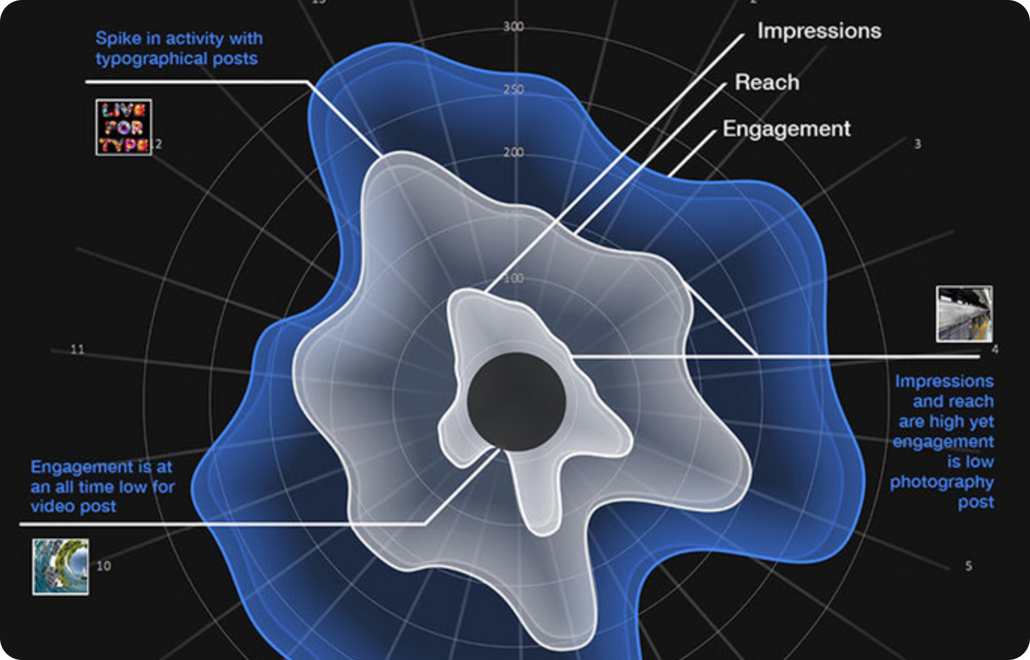 300
Impressions
Spike in activity with
typographical posts
Reach
250
LIVE
FOR
TYPE
Engagement
12
200
3
100
11
4
Impressions
and reach
are high yet
engagement
is low
photography
post
Engagement is at
an all time low for
video post
10
5